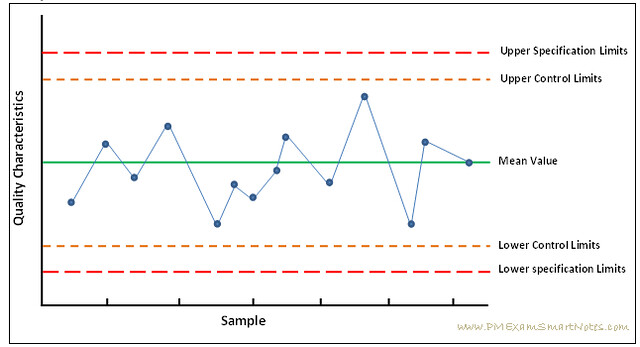 Upper Specification Limits
Upper Control Limits
Quality Characteristics
Mean Value
Lower Control Limits
Lower specification Limits
Sample
www.PMExamSmartNotes.com